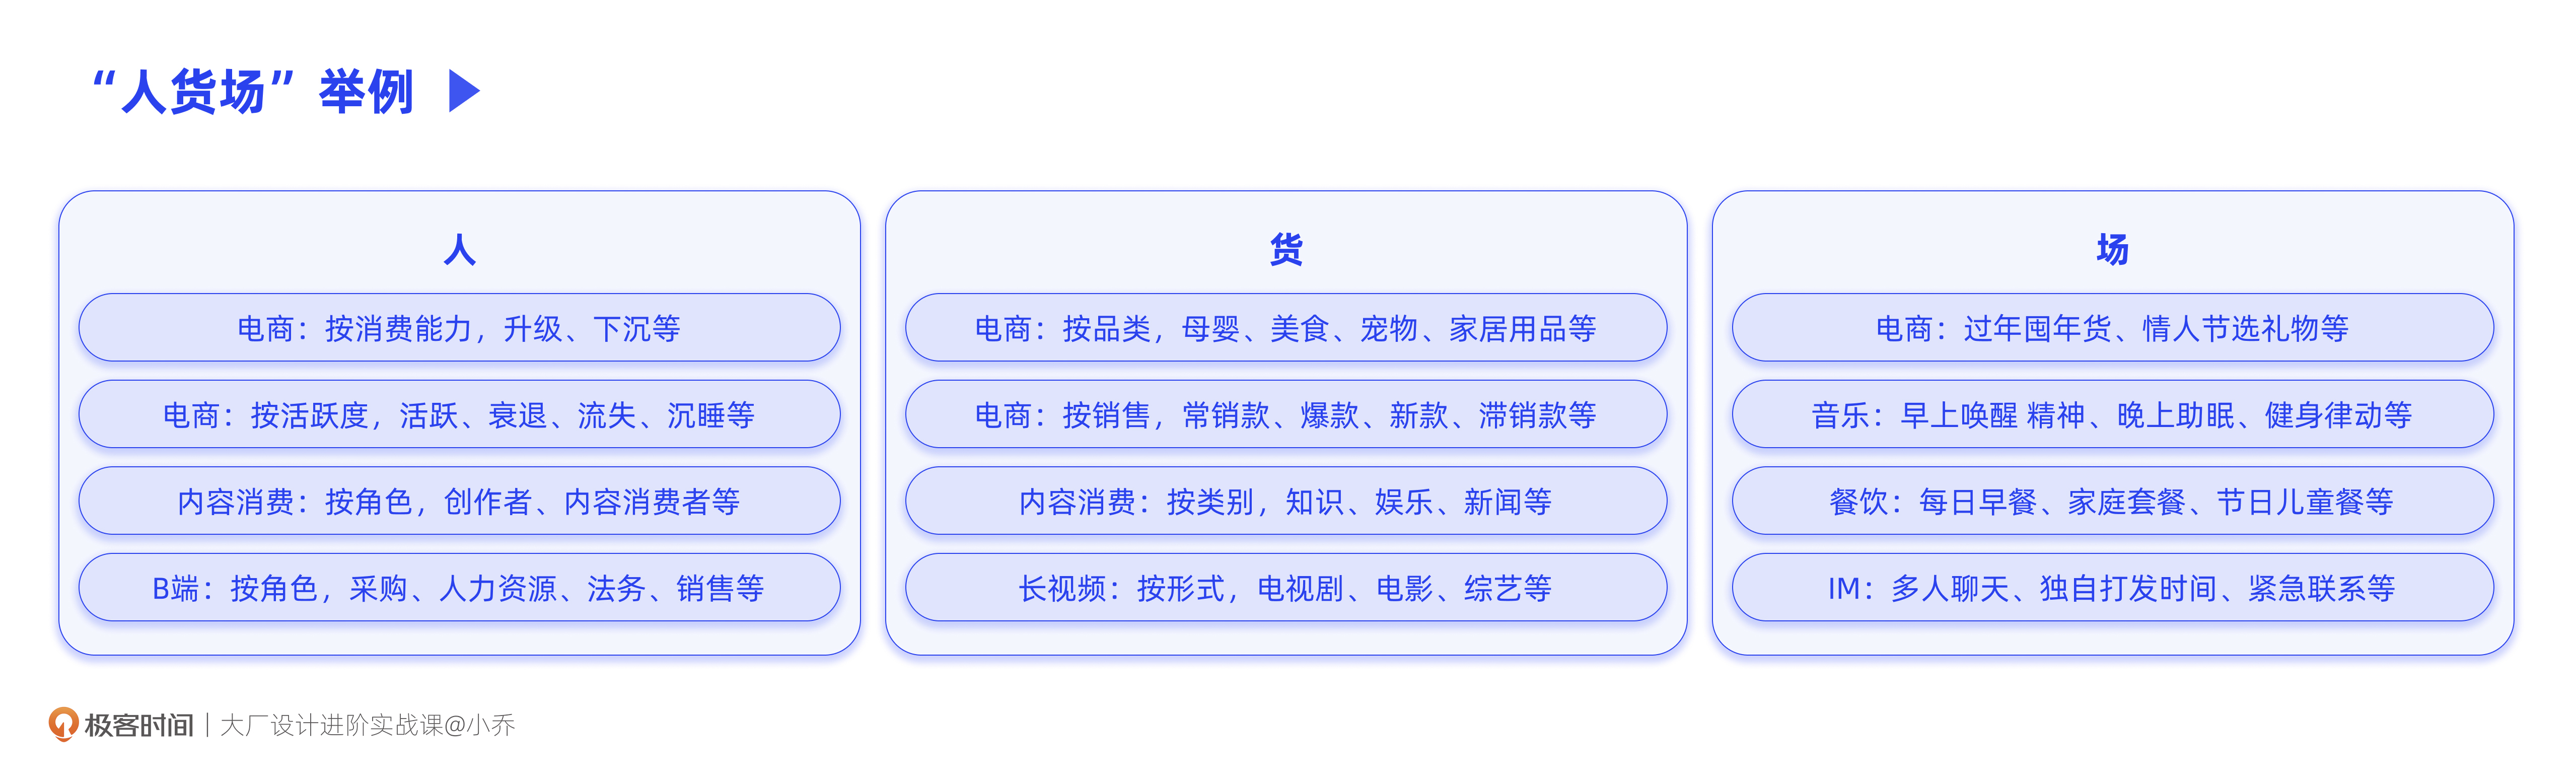 “人货场”举例
人
电商：按消费能力，升级、下沉等
电商：按活跃度，活跃、衰退、流失、沉睡等
内容消费：按角色，创作者、内容消费者等
B端：按角色，采购、人力资源、法务、销售等
货
电商：按品类，母婴、美食、宠物、家居用品等
电商：按销售，常销款、爆款、新款、滞销款等
内容消费：按类别，知识、娱乐、新闻等
长视频：按形式，电视剧、电影、综艺等
场
电商：过年囤年货、情人节选礼物等
音乐：早上唤醒 精神、晚上助眠、健身律动等
餐饮：每日早餐、家庭套餐、节日儿童餐等
IM：多人聊天、独自打发时间、紧急联系等
极客时间 | 大厂设计进阶实战课@小乔